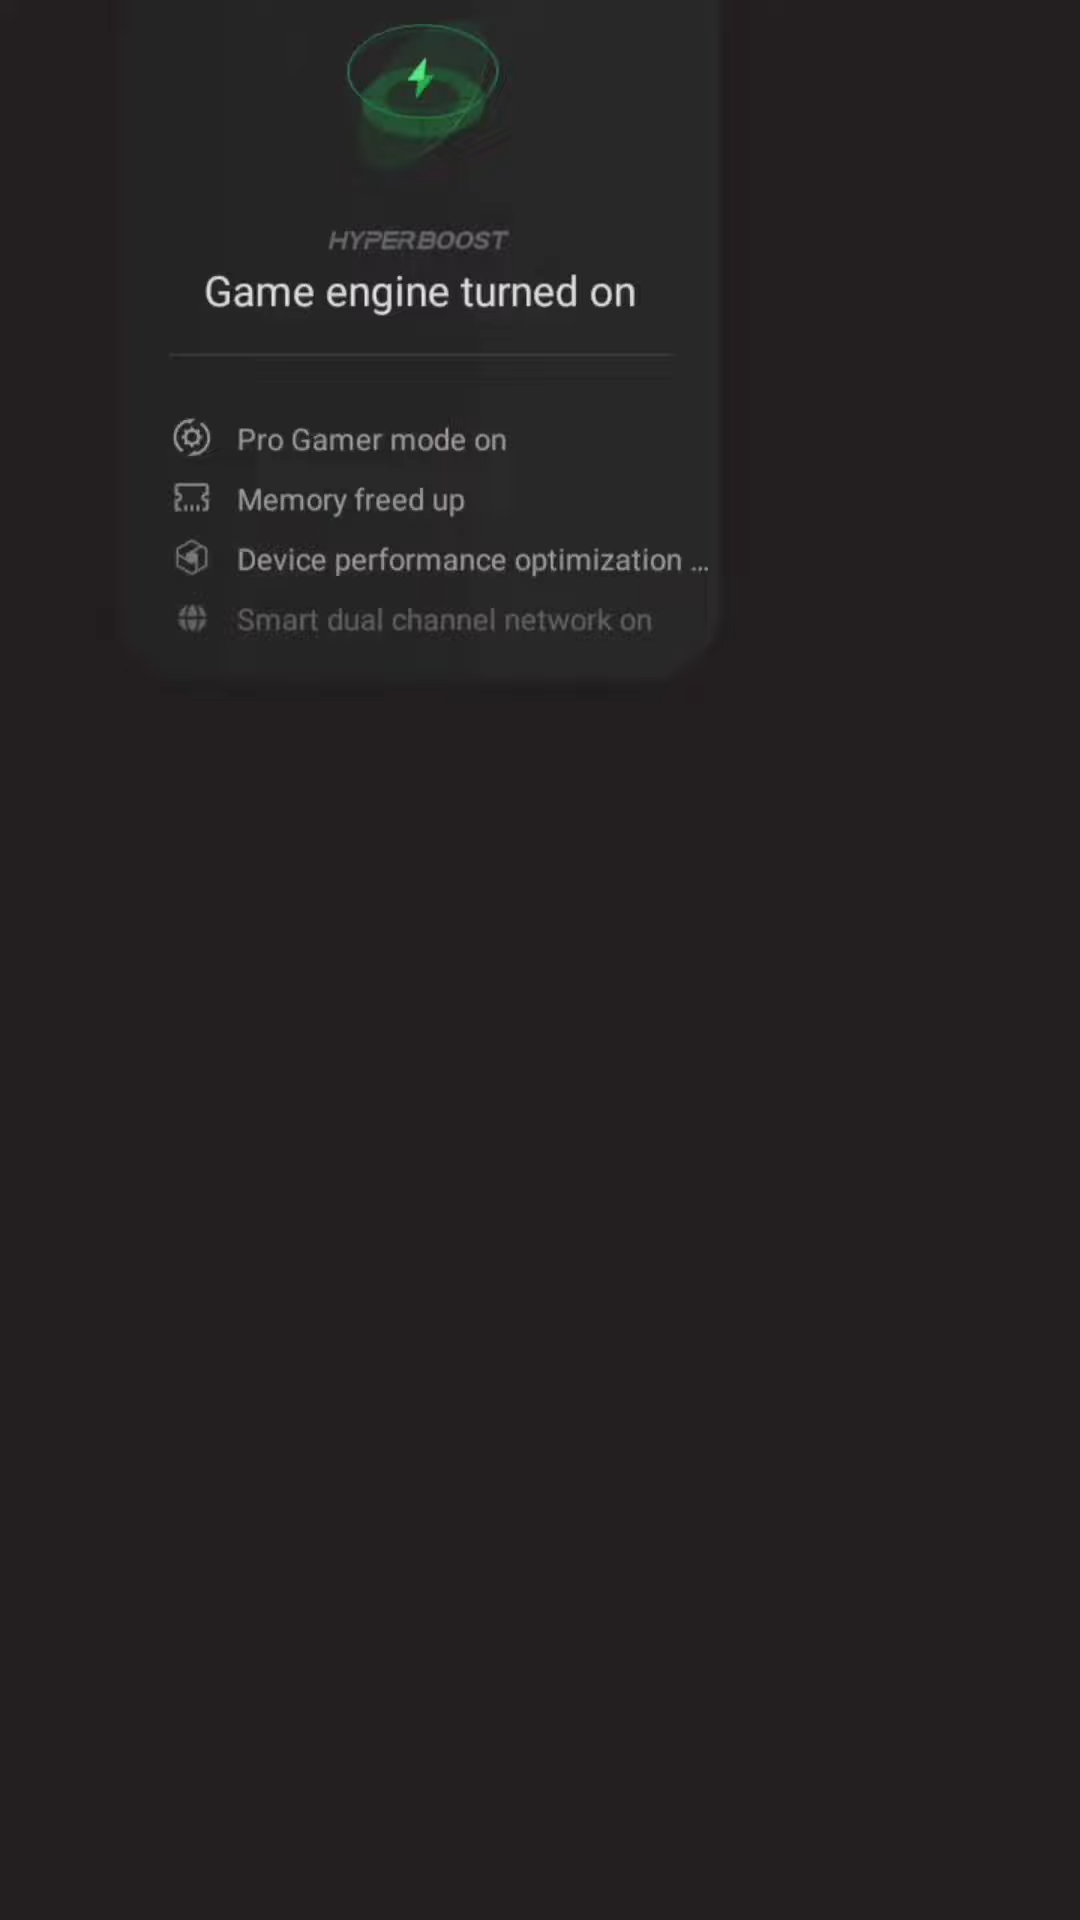 HYPERBOOST
Game engine turned on
Pro Gamer mode on
Memory freed up
Device performance optimization ...
Smart dual channel network on